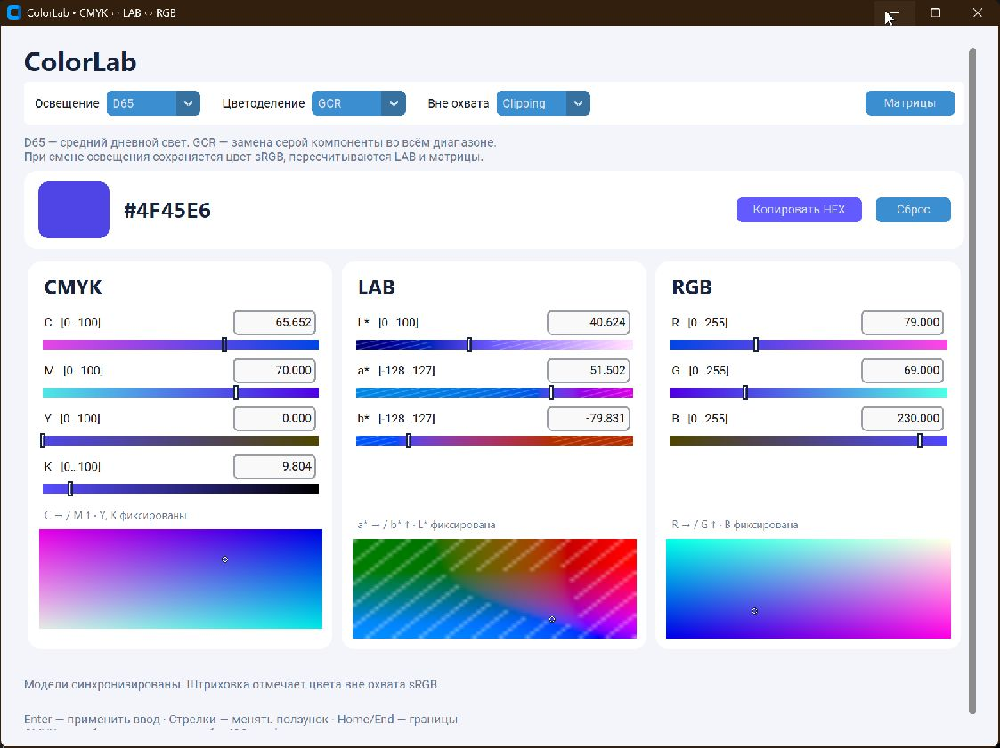 ColorLab • CMYK ↔ LAB ↔ RGB
ColorLab
Освещение D65 Цветоделение GCR Вне охвата Clipping Матрицы
D65 — средний дневной свет. GCR — замена серой компоненты во всём диапазоне.
При смене освещения сохраняется цвет sRGB, пересчитываются LAB и матрицы.
#4F45E6 Копировать HEX Сброс
CMYK
C [0...100] 65.652
M [0...100] 70.000
Y [0...100] 0.000
K [0...100] 9.804
C → / M ↑ · Y, K фиксированы
LAB
L* [0...100] 40.624
a* [-128...127] 51.502
b* [-128...127] -79.831
a* → / b* ↑ · L* фиксирована
RGB
R [0...255] 79.000
G [0...255] 69.000
B [0...255] 230.000
R → / G ↑ · B фиксирована
Модели синхронизированы. Штриховка отмечает цвета вне охвата sRGB.
Enter — применить ввод · Стрелки — менять ползунок · Home/End — границы